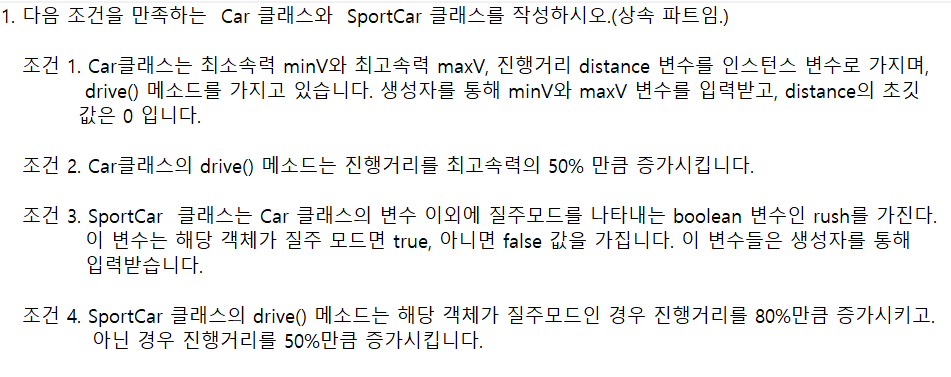 1. 다음 조건을 만족하는 Car 클래스와 SportCar 클래스를 작성하시오.(상속 파트임.)
조건 1. Car클래스는 최소속력 minV와 최고속력 maxV, 진행거리 distance 변수를 인스턴스 변수로 가지며,
drive() 메소드를 가지고 있습니다. 생성자를 통해 minV와 maxV 변수를 입력받고, distance의 초깃
값은 0 입니다.
조건 2. Car클래스의 drive() 메소드는 진행거리를 최고속력의 50% 만큼 증가시킵니다.
조건 3. SportCar 클래스는 Car 클래스의 변수 이외에 질주모드를 나타내는 boolean 변수인 rush를 가진다.
이 변수는 해당 객체가 질주 모드면 true, 아니면 false 값을 가집니다. 이 변수들은 생성자를 통해
입력받습니다.
조건 4. SportCar 클래스의 drive() 메소드는 해당 객체가 질주모드인 경우 진행거리를 80%만큼 증가시키고.
아닌 경우 진행거리를 50%만큼 증가시킵니다.